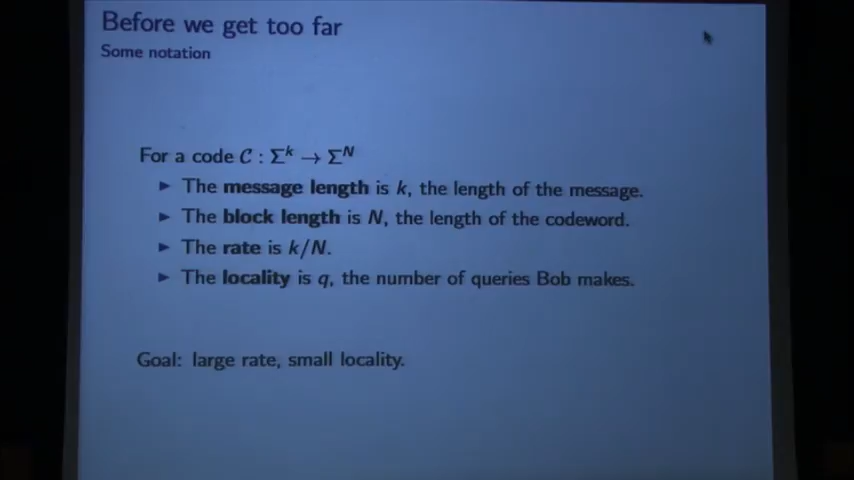 Before we get too far
Some notation
For a code C : Σ^k → Σ^N
▶ The message length is k, the length of the message.
▶ The block length is N, the length of the codeword.
▶ The rate is k/N.
▶ The locality is q, the number of queries Bob makes.
Goal: large rate, small locality.